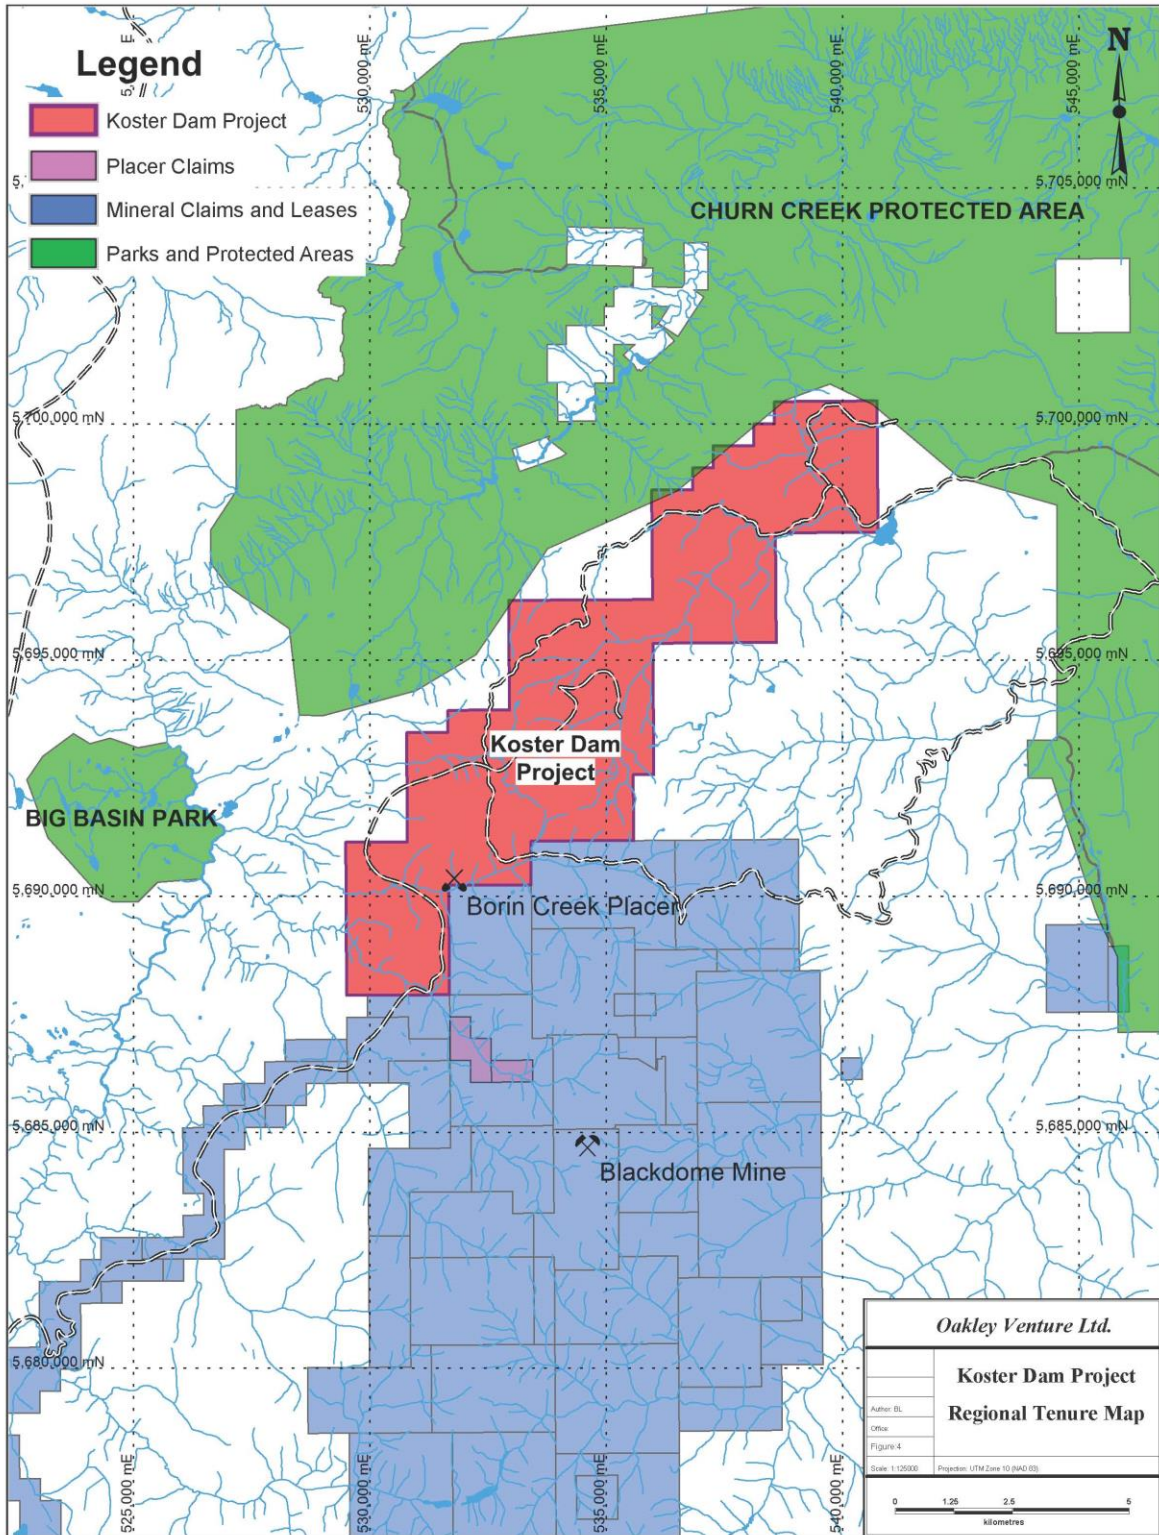 Legend
Koster Dam Project
Placer Claims
Mineral Claims and Leases
Parks and Protected Areas
530,000 mE
535,000 mE
540,000 mE
545,000 mE
N
5,705,000 mN
CHURN CREEK PROTECTED AREA
5,700,000 mN
5,700,000 mN
5,695,000 mN
5,695,000 mN
Koster Dam
Project
BIG BASIN PARK
5,690,000 mN
5,690,000 mN
Borin Creek Placer
5,685,000 mN
5,685,000 mN
Blackdome Mine
5,680,000 mN
525,000 mE
530,000 mE
535,000 mE
540,000 mE
Oakley Venture Ltd.
Koster Dam Project
Regional Tenure Map
Author: BL
Office:
Figure:4
Scale: 1:125000
Projection: UTM Zone 10 (NAD 83)
0 1.25 2.5 5
kilometres